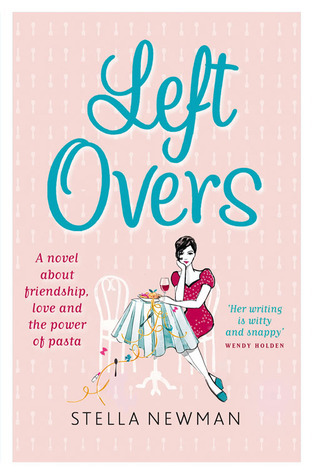 Left
Overs
A novel
about
friendship,
love and
the power
of pasta
'Her writing
is witty
and snappy'
WENDY HOLDEN
STELLA NEWMAN